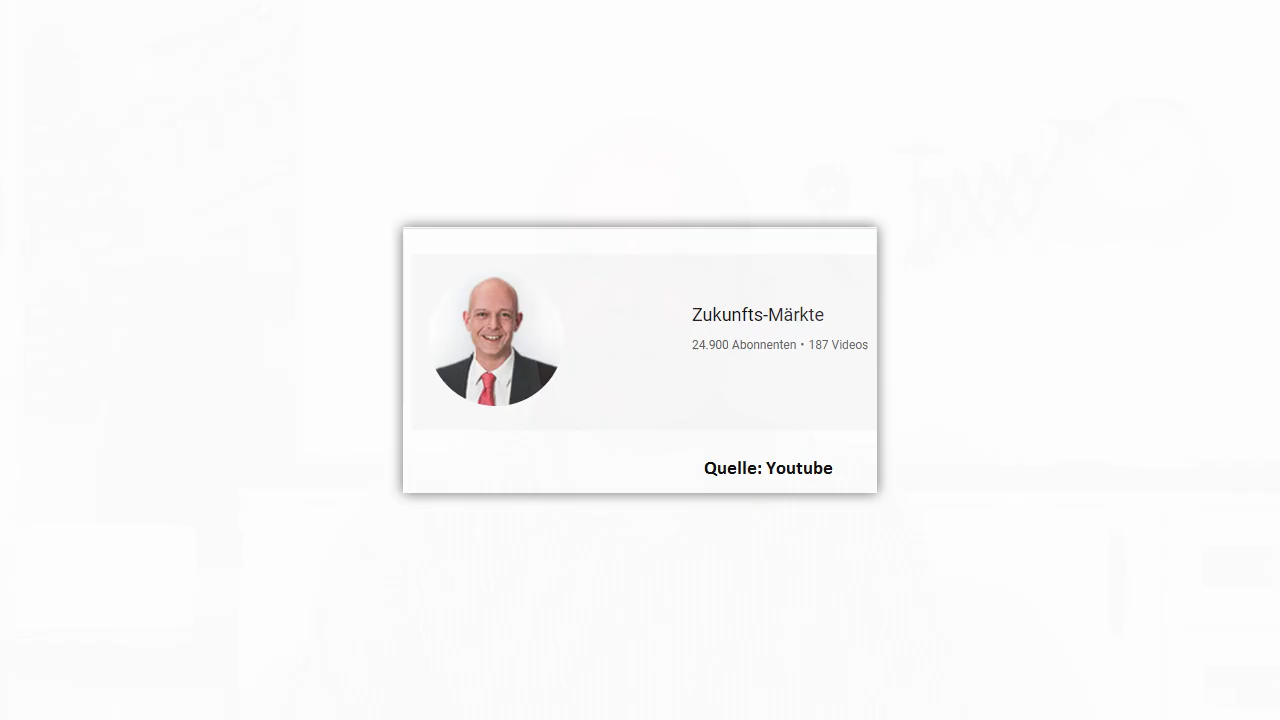 Zukunfts-Märkte
24.900 Abonnenten • 187 Videos
Quelle: Youtube